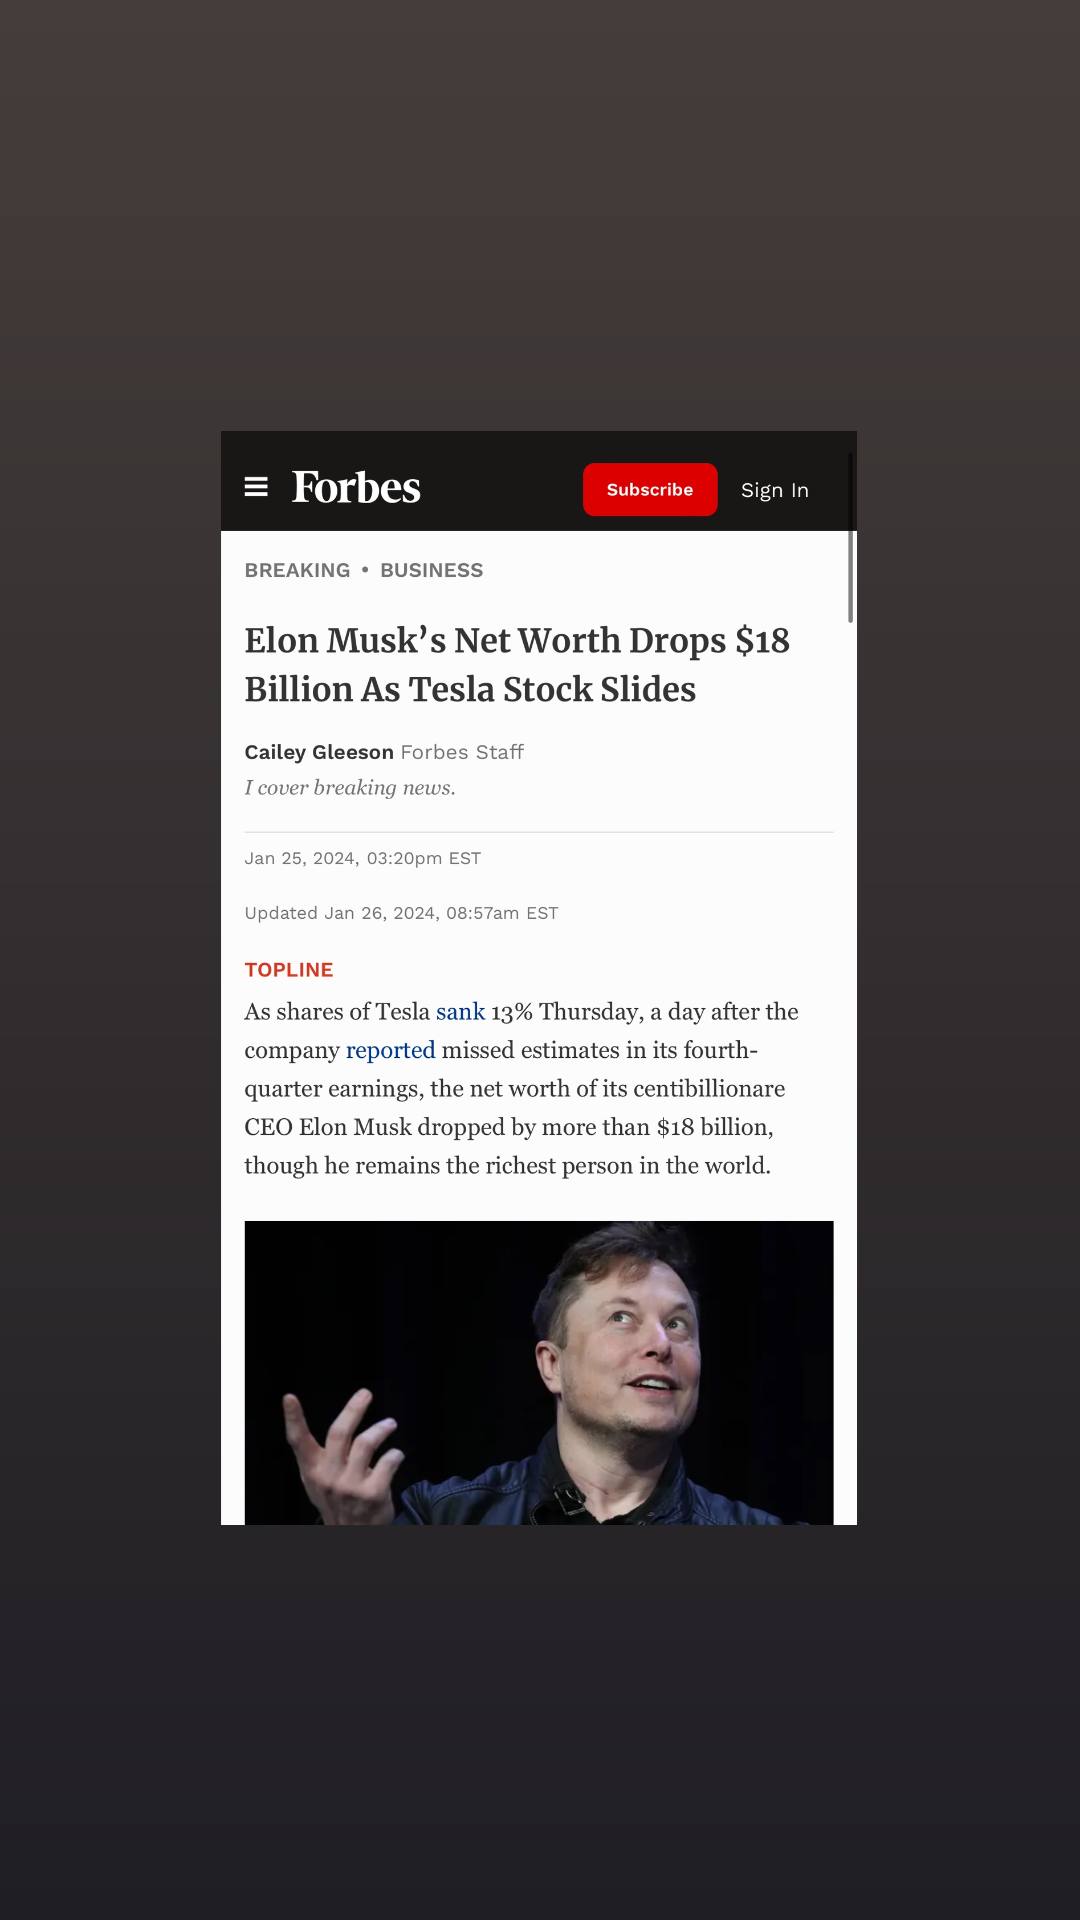 Forbes
Subscribe
Sign In
BREAKING • BUSINESS
Elon Musk’s Net Worth Drops $18
Billion As Tesla Stock Slides
Cailey Gleeson Forbes Staff
I cover breaking news.
Jan 25, 2024, 03:20pm EST
Updated Jan 26, 2024, 08:57am EST
TOPLINE
As shares of Tesla sank 13% Thursday, a day after the
company reported missed estimates in its fourth-
quarter earnings, the net worth of its centibillionare
CEO Elon Musk dropped by more than $18 billion,
though he remains the richest person in the world.